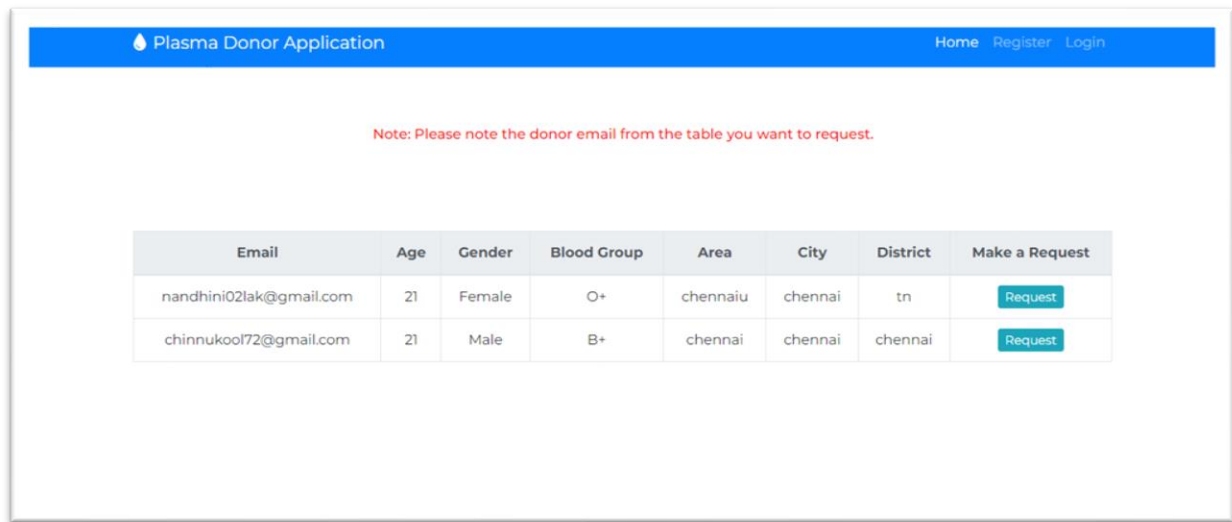 Plasma Donor Application Home Register Login
Note: Please note the donor email from the table you want to request.
Email Age Gender Blood Group Area City District Make a Request
nandhini02lak@gmail.com 21 Female O+ chennaiu chennai tn Request
chinnukool72@gmail.com 21 Male B+ chennai chennai chennai Request